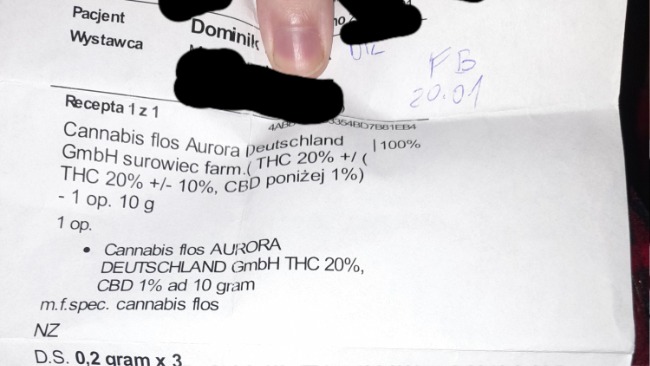 Pacjent
Dominik
Wystawca
FB
20.01
Recepta 1 z 1
Cannabis flos Aurora Deutschland |100%
GmbH surowiec farm.( THC 20% +/ (
THC 20% +/- 10%, CBD poniżej 1%)
- 1 op. 10 g
1 op.
• Cannabis flos AURORA
DEUTSCHLAND GmbH THC 20%,
CBD 1% ad 10 gram
m.f.spec. cannabis flos
NZ
D.S. 0,2 gram x 3